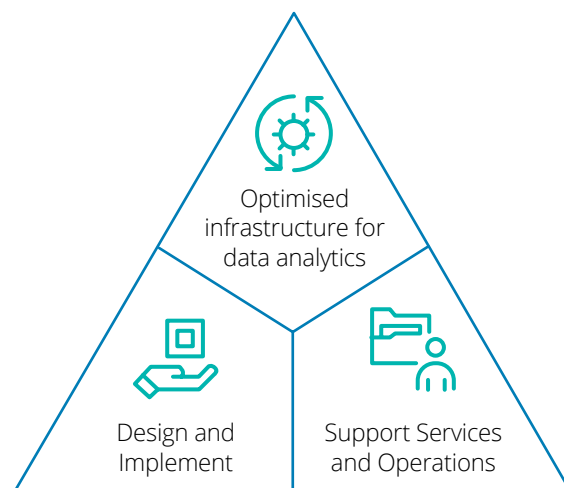 Optimised
infrastructure for
data analytics
Design and
Implement
Support Services
and Operations